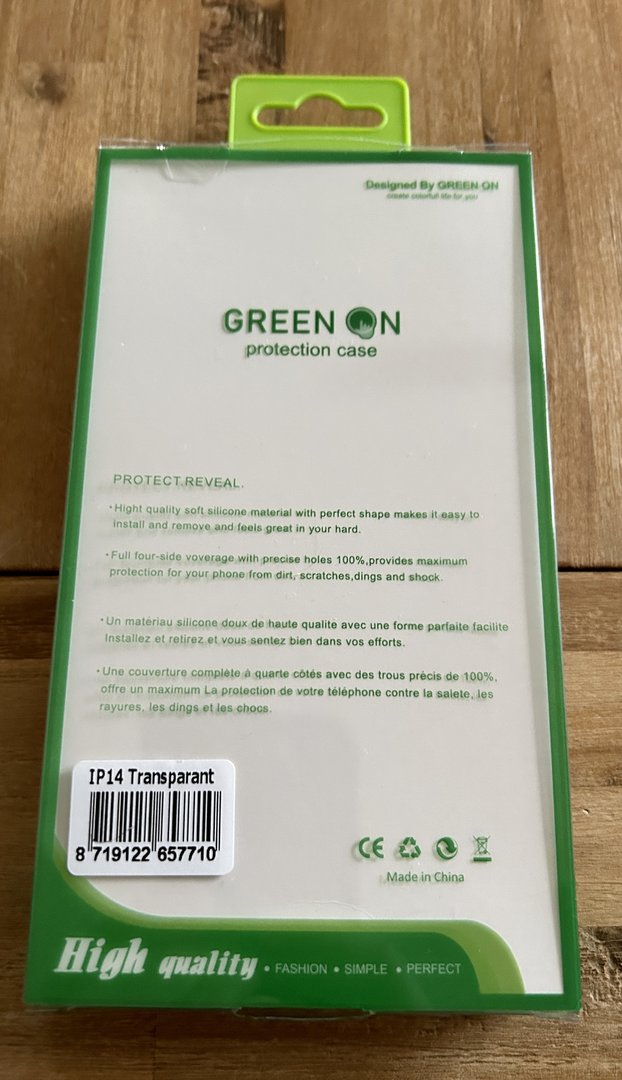 Designed By GREEN ON
create colorfull life for you
GREEN ON
protection case
PROTECT.REVEAL.
·Hight quality soft silicone material with perfect shape makes it easy to
install and remove and feels great in your hard.
·Full four-side voverage with precise holes 100%,provides maximum
protection for your phone from dirt, scratches,dings and shock.
·Un matériau silicone doux de haute qualite avec une forme parfaite facilite
Installez et retirez et vous sentez bien dans vos efforts.
·Une couverture complète à quarte côtés avec des trous précis de 100%,
offre un maximum La protection de votre téléphone contre la salete, les
rayures, les dings et les chocs.
IP14 Transparant
8 719122 657710
CE
Made in China
High quality • FASHION • SIMPLE • PERFECT